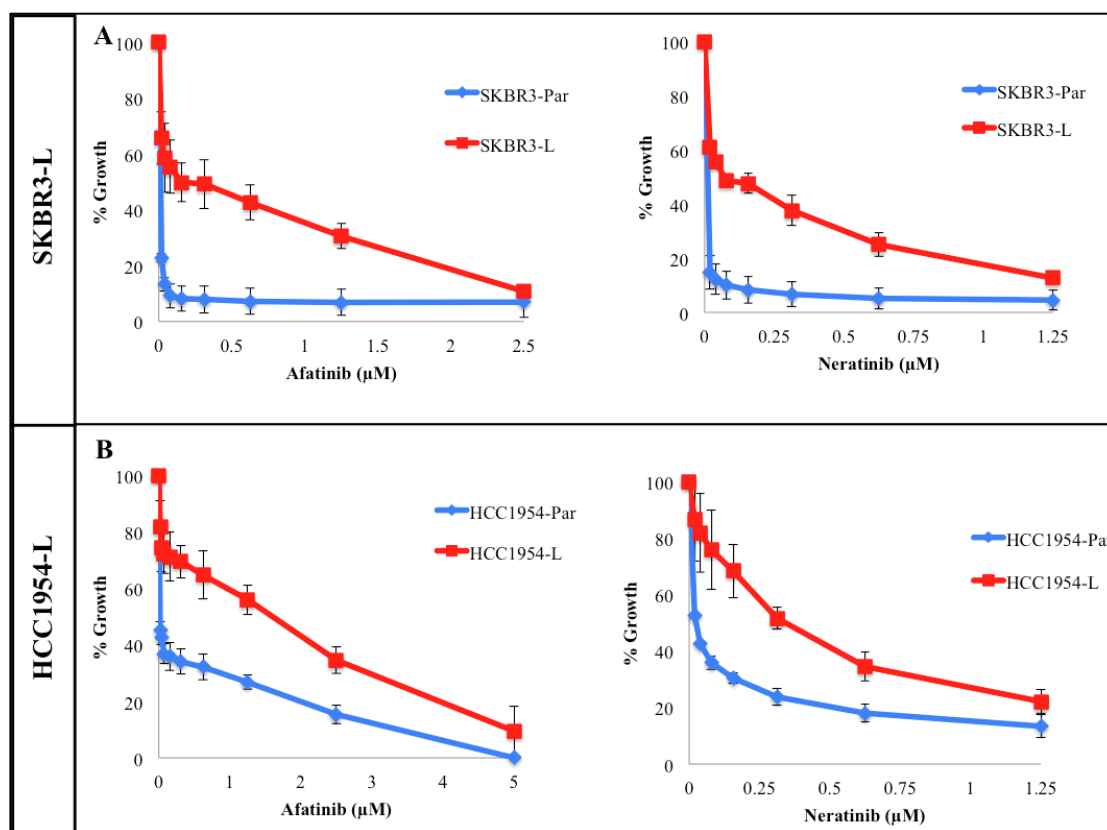 SKBR3-L
A
100
80
60
40
20
0
% Growth
SKBR3-Par
SKBR3-L
0 0.5 1 1.5 2 2.5
Afatinib (µM)
100
80
60
40
20
0
% Growth
SKBR3-Par
SKBR3-L
0 0.25 0.5 0.75 1 1.25
Neratinib (µM)
HCC1954-L
B
100
80
60
40
20
0
% Growth
HCC1954-Par
HCC1954-L
0 1 2 3 4 5
Afatinib (µM)
100
80
60
40
20
0
% Growth
HCC1954-Par
HCC1954-L
0 0.25 0.5 0.75 1 1.25
Neratinib (µM)